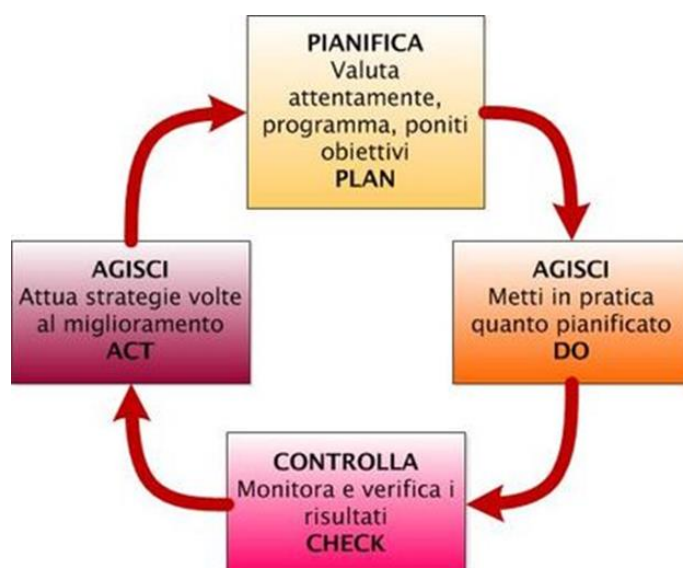 PIANIFICA
Valuta
attentamente,
programma, poniti
obiettivi
PLAN
AGISCI
Metti in pratica
quanto pianificato
DO
CONTROLLA
Monitora e verifica i
risultati
CHECK
AGISCI
Attua strategie volte
al miglioramento
ACT